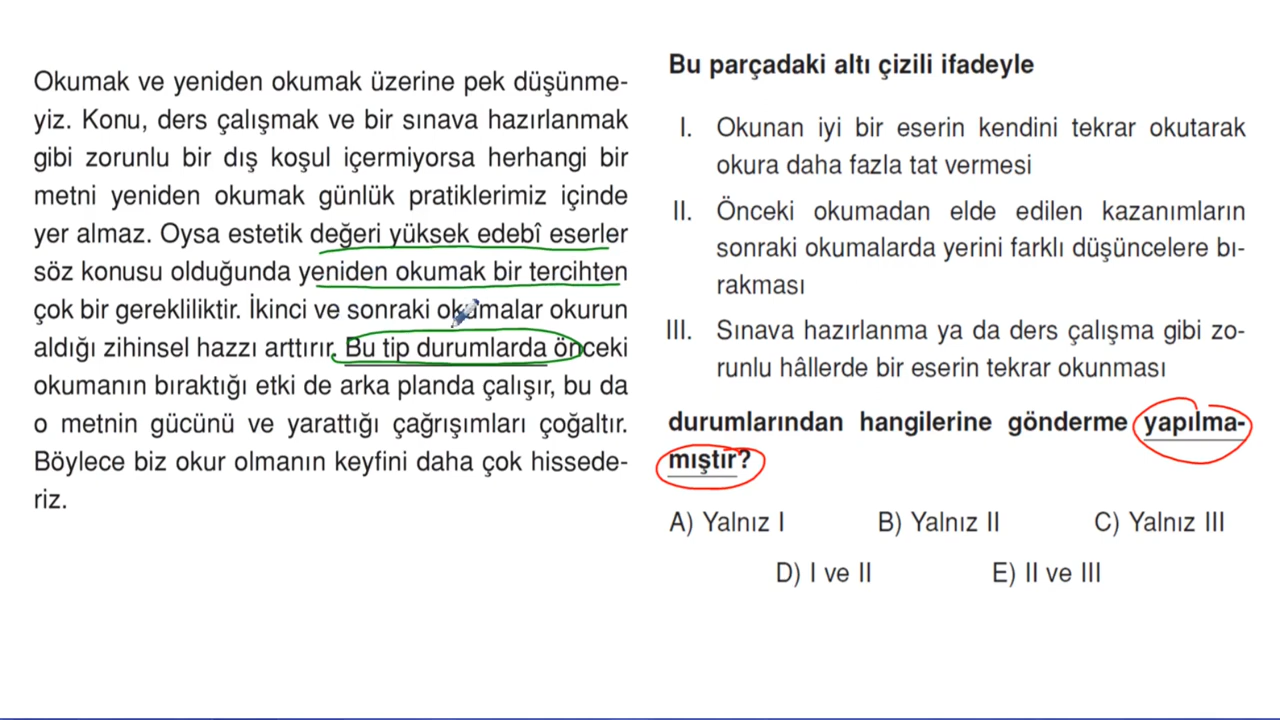 Okumak ve yeniden okumak üzerine pek düşünme-
yiz. Konu, ders çalışmak ve bir sınava hazırlanmak
gibi zorunlu bir dış koşul içermiyorsa herhangi bir
metni yeniden okumak günlük pratiklerimiz içinde
yer almaz. Oysa estetik değeri yüksek edebî eserler
söz konusu olduğunda yeniden okumak bir tercihten
çok bir gerekliliktir. İkinci ve sonraki okumalar okurun
aldığı zihinsel hazzı arttırır. Bu tip durumlarda önceki
okumanın bıraktığı etki de arka planda çalışır, bu da
o metnin gücünü ve yarattığı çağrışımları çoğaltır.
Böylece biz okur olmanın keyfini daha çok hissede-
riz.
Bu parçadaki altı çizili ifadeyle
I. Okunan iyi bir eserin kendini tekrar okutarak
okura daha fazla tat vermesi
II. Önceki okumadan elde edilen kazanımların
sonraki okumalarda yerini farklı düşüncelere bı-
rakması
III. Sınava hazırlanma ya da ders çalışma gibi zo-
runlu hâllerde bir eserin tekrar okunması
durumlarından hangilerine gönderme yapılma-
mıştır?
A) Yalnız I B) Yalnız II C) Yalnız III
D) I ve II E) II ve III